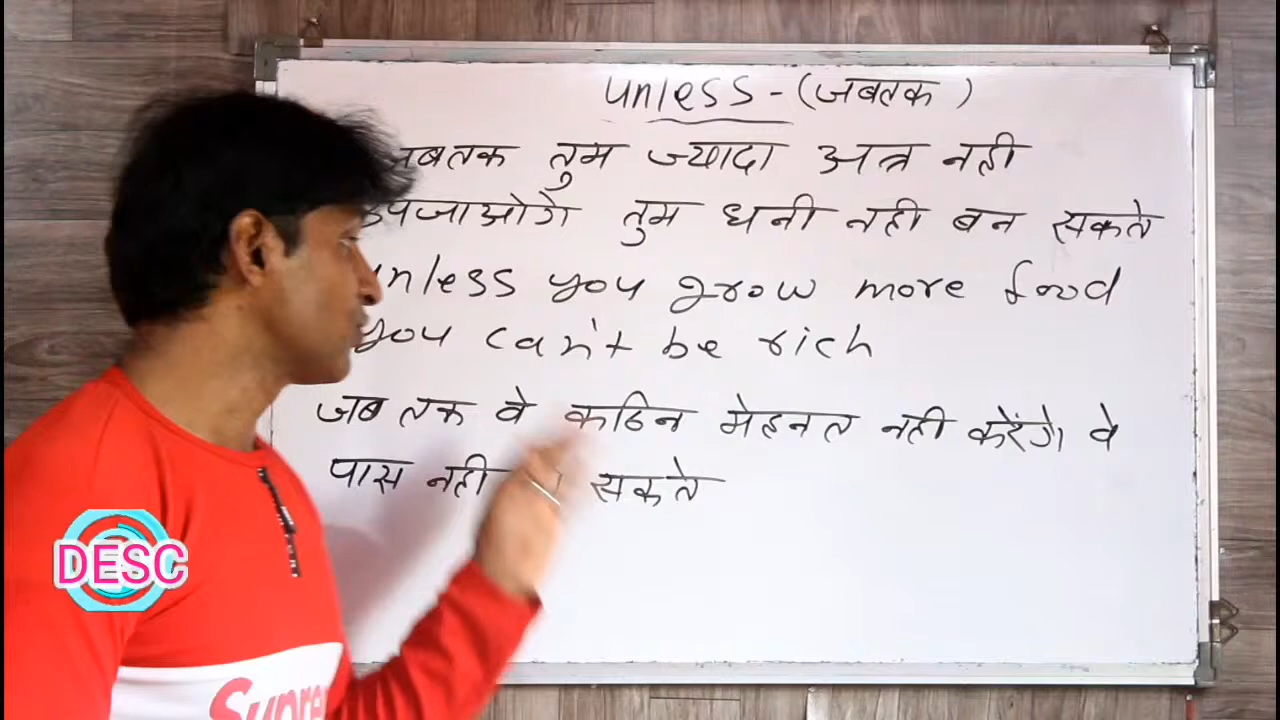 unless - (जबतक)
जबतक तुम ज्यादा अन्न नही
उपजाओगे तुम धनी नही बन सकते
unless you grow more food
you can't be rich
जब तक वे कठिन मेहनत नही करेंगे वे
पास नही सकते
DESC
Supre